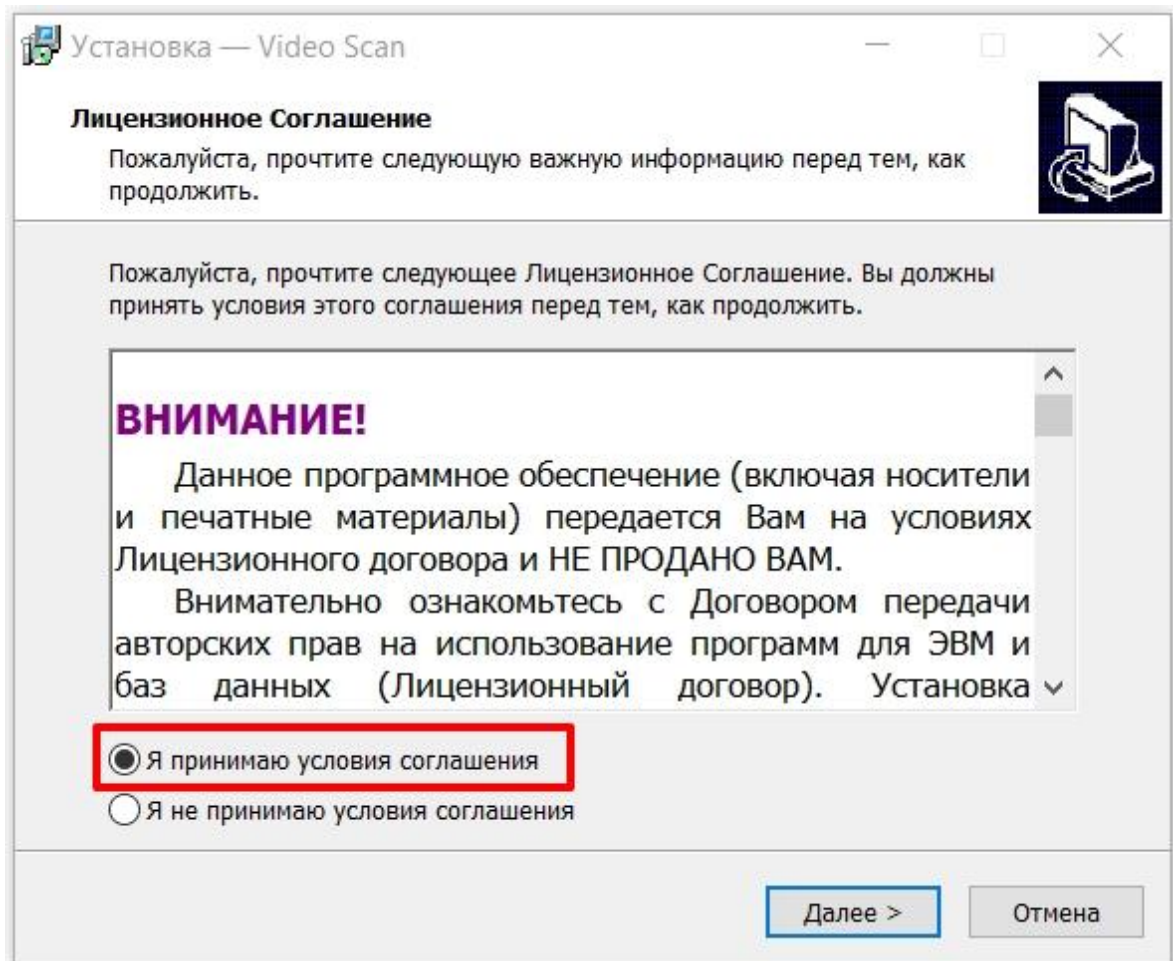 Установка — Video Scan
Лицензионное Соглашение
Пожалуйста, прочтите следующую важную информацию перед тем, как
продолжить.
Пожалуйста, прочтите следующее Лицензионное Соглашение. Вы должны
принять условия этого соглашения перед тем, как продолжить.
ВНИМАНИЕ!
Данное программное обеспечение (включая носители
и печатные материалы) передается Вам на условиях
Лицензионного договора и НЕ ПРОДАНО ВАМ.
Внимательно ознакомьтесь с Договором передачи
авторских прав на использование программ для ЭВМ и
баз данных (Лицензионный договор). Установка
Я принимаю условия соглашения
Я не принимаю условия соглашения
Далее >
Отмена